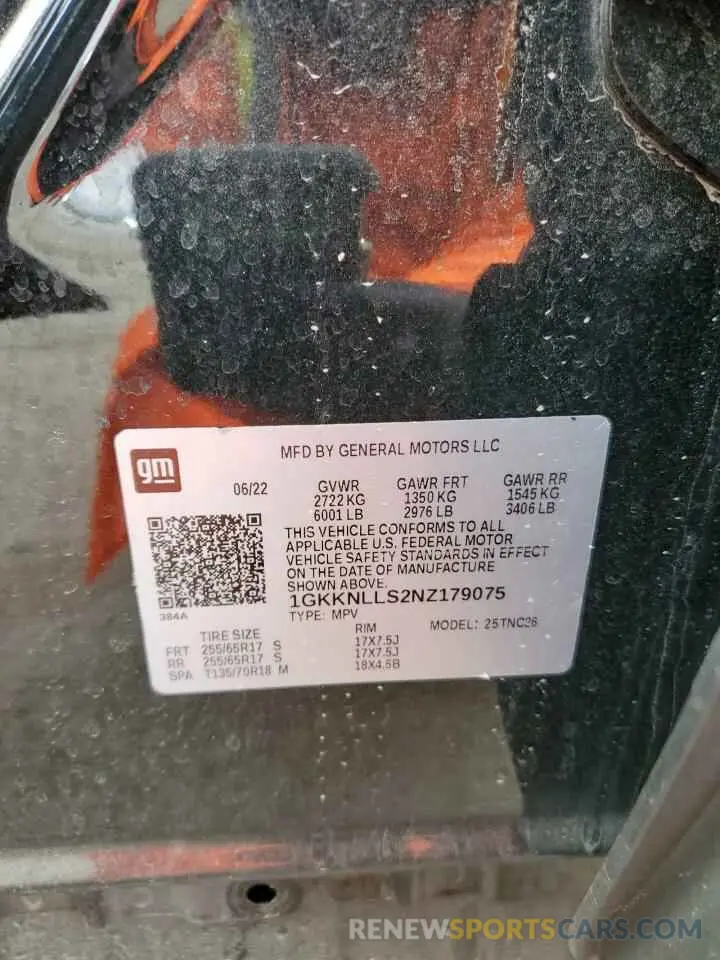 MFD BY GENERAL MOTORS LLC
gm
06/22
GVWR GAWR FRT GAWR RR
2722 KG 1350 KG 1545 KG
6001 LB 2976 LB 3406 LB
THIS VEHICLE CONFORMS TO ALL
APPLICABLE U.S. FEDERAL MOTOR
VEHICLE SAFETY STANDARDS IN EFFECT
ON THE DATE OF MANUFACTURE
SHOWN ABOVE.
1GKKNLLS2NZ179075
384A
TYPE: MPV
MODEL: 25TNC26
TIRE SIZE RIM
FRT 255/65R17 S 17X7.5J
RR 255/65R17 S 17X7.5J
SPA T135/70R18 M 18X4.5B
RENEWSPORTSCARS.COM